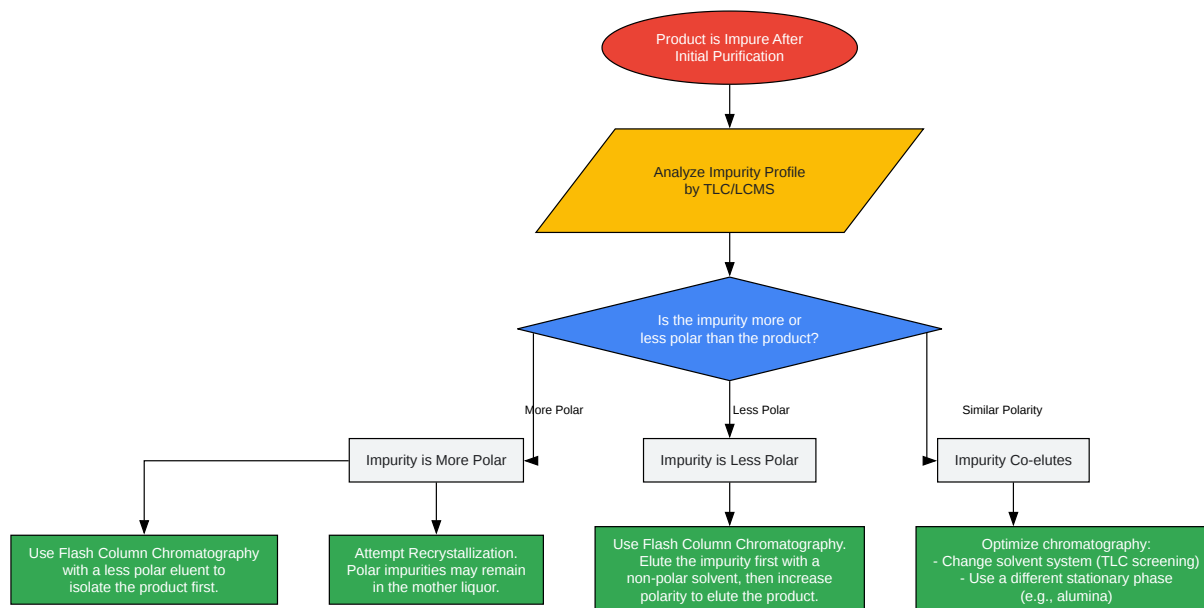 Product is Impure After
Initial Purification
Analyze Impurity Profile
by TLC/LCMS
Is the impurity more or
less polar than the product?
More Polar
Less Polar
Similar Polarity
Impurity is More Polar
Impurity is Less Polar
Impurity Co-elutes
Use Flash Column Chromatography
with a less polar eluent to
isolate the product first.
Attempt Recrystallization.
Polar impurities may remain
in the mother liquor.
Use Flash Column Chromatography.
Elute the impurity first with a
non-polar solvent, then increase
polarity to elute the product.
Optimize chromatography:
- Change solvent system (TLC screening)
- Use a different stationary phase
(e.g., alumina)